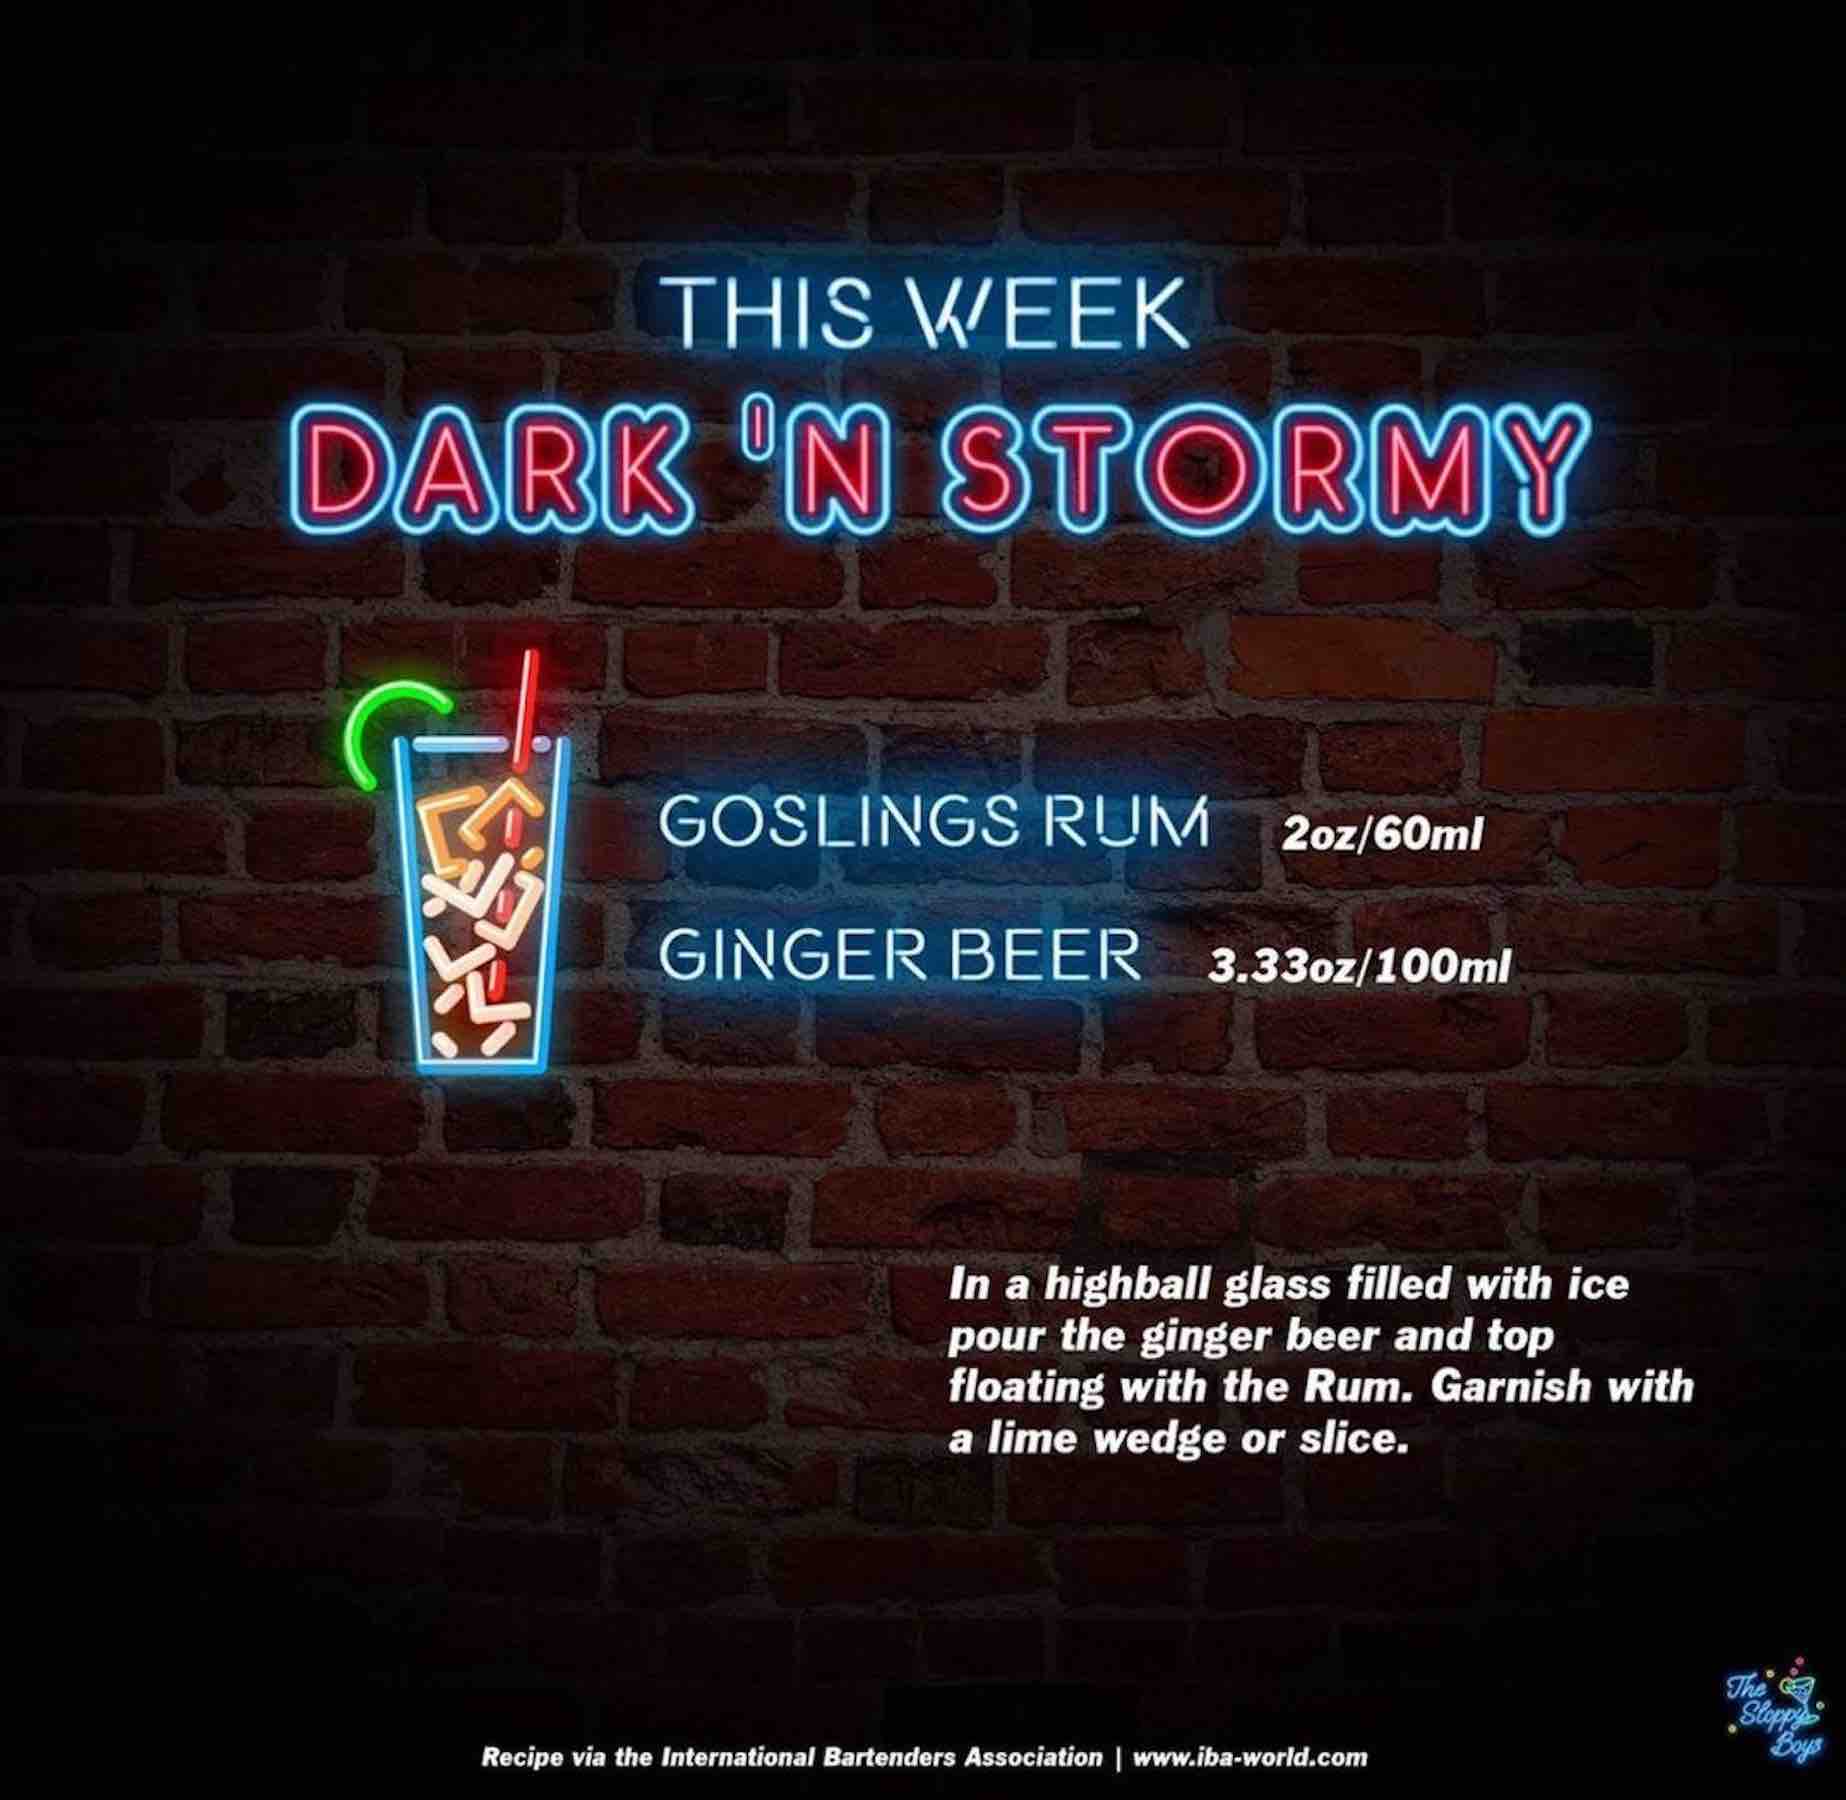 THIS WEEK
DARK 'N STORMY
GOSLINGS RUM 2oz/60ml
GINGER BEER 3.33oz/100ml
In a highball glass filled with ice
pour the ginger beer and top
floating with the Rum. Garnish with
a lime wedge or slice.
Recipe via the International Bartenders Association | www.iba-world.com
The
Sloppy
Boys